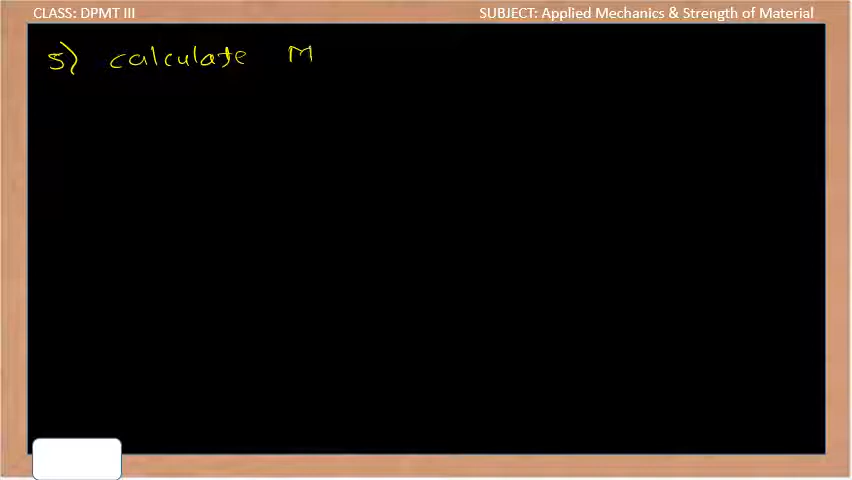 CLASS: DPMT III
SUBJECT: Applied Mechanics & Strength of Material
5) calculate M